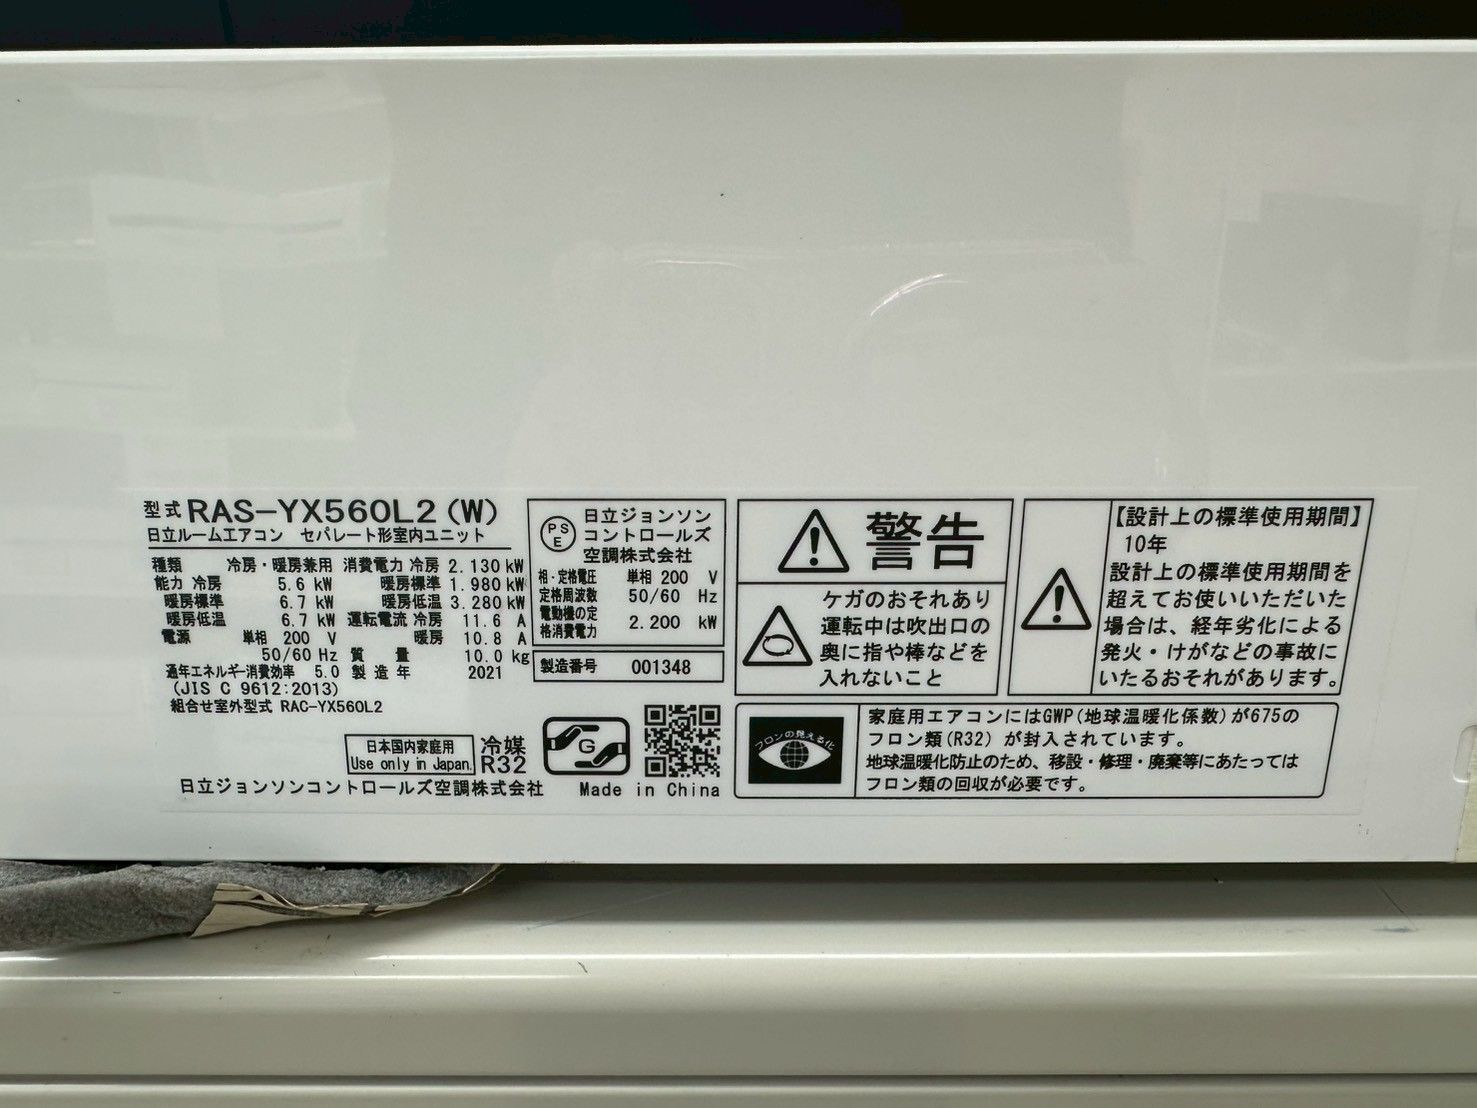 型式 RAS-YX560L2 (W)
日立ルームエアコン セパレート形室内ユニット
種類 冷房・暖房兼用 消費電力 冷房 2.130 kW
能力 冷房 5.6 kW 暖房標準 1.980 kW
暖房標準 6.7 kW 暖房低温 3.280 kW
暖房低温 6.7 kW 運転電流 冷房 11.6 A
電源 単相 200 V 暖房 10.8 A
50/60 Hz 質量 10.0 kg
通年エネルギー消費効率 5.0 製造年 2021
(JIS C 9612:2013)
組合せ室外型式 RAC-YX560L2
日本国内家庭用
Use only in Japan.
冷媒
R32
日立ジョンソンコントロールズ空調株式会社
PS
E
日立ジョンソン
コントロールズ
空調株式会社
相・定格電圧 単相 200 V
定格周波数 50/60 Hz
電動機の定
格消費電力 2.200 kW
製造番号 001348
G
Made in China
警告
ケガのおそれあり
運転中は吹出口の
奥に指や棒などを
入れないこと
【設計上の標準使用期間】
10年
設計上の標準使用期間を
超えてお使いいただいた
場合は、経年劣化による
発火・けがなどの事故に
いたるおそれがあります。
フロンの見える化
家庭用エアコンにはGWP(地球温暖化係数)が675の
フロン類(R32) が封入されています。
地球温暖化防止のため、移設・修理・廃棄等にあたっては
フロン類の回収が必要です。